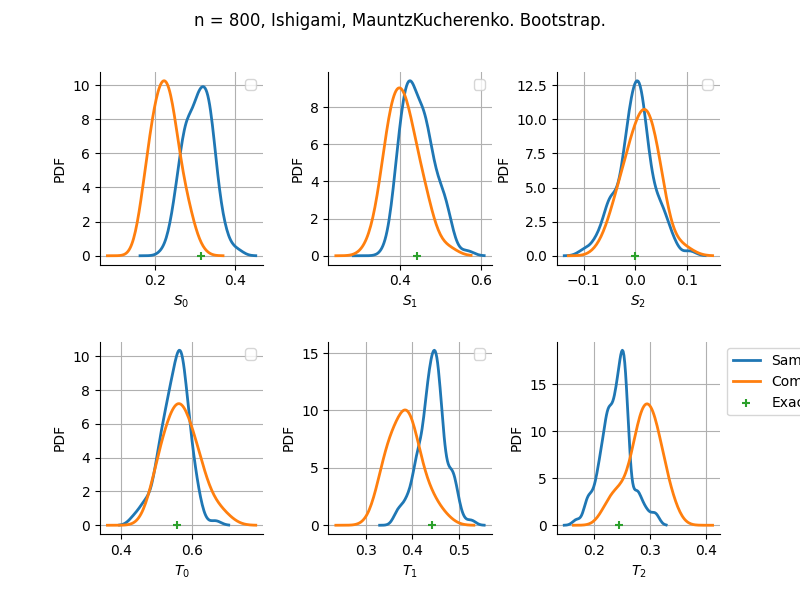 n = 800, Ishigami, MauntzKucherenko. Bootstrap.
10
8
6
4
2
0
PDF
0.2 0.4
S0
8
6
4
2
0
PDF
0.4 0.6
S1
12.5
10.0
7.5
5.0
2.5
0.0
PDF
−0.1 0.0 0.1
S2
10
8
6
4
2
0
PDF
0.4 0.6
T0
15
10
5
0
PDF
0.3 0.4 0.5
T1
15
10
5
0
PDF
0.2 0.3 0.4
T2
Sam
Com
Exac